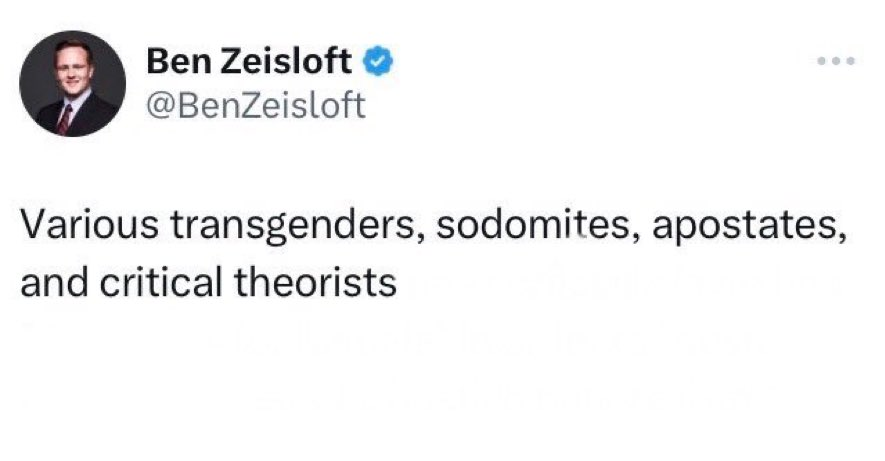 Ben Zeisloft
@BenZeisloft
Various transgenders, sodomites, apostates,
and critical theorists